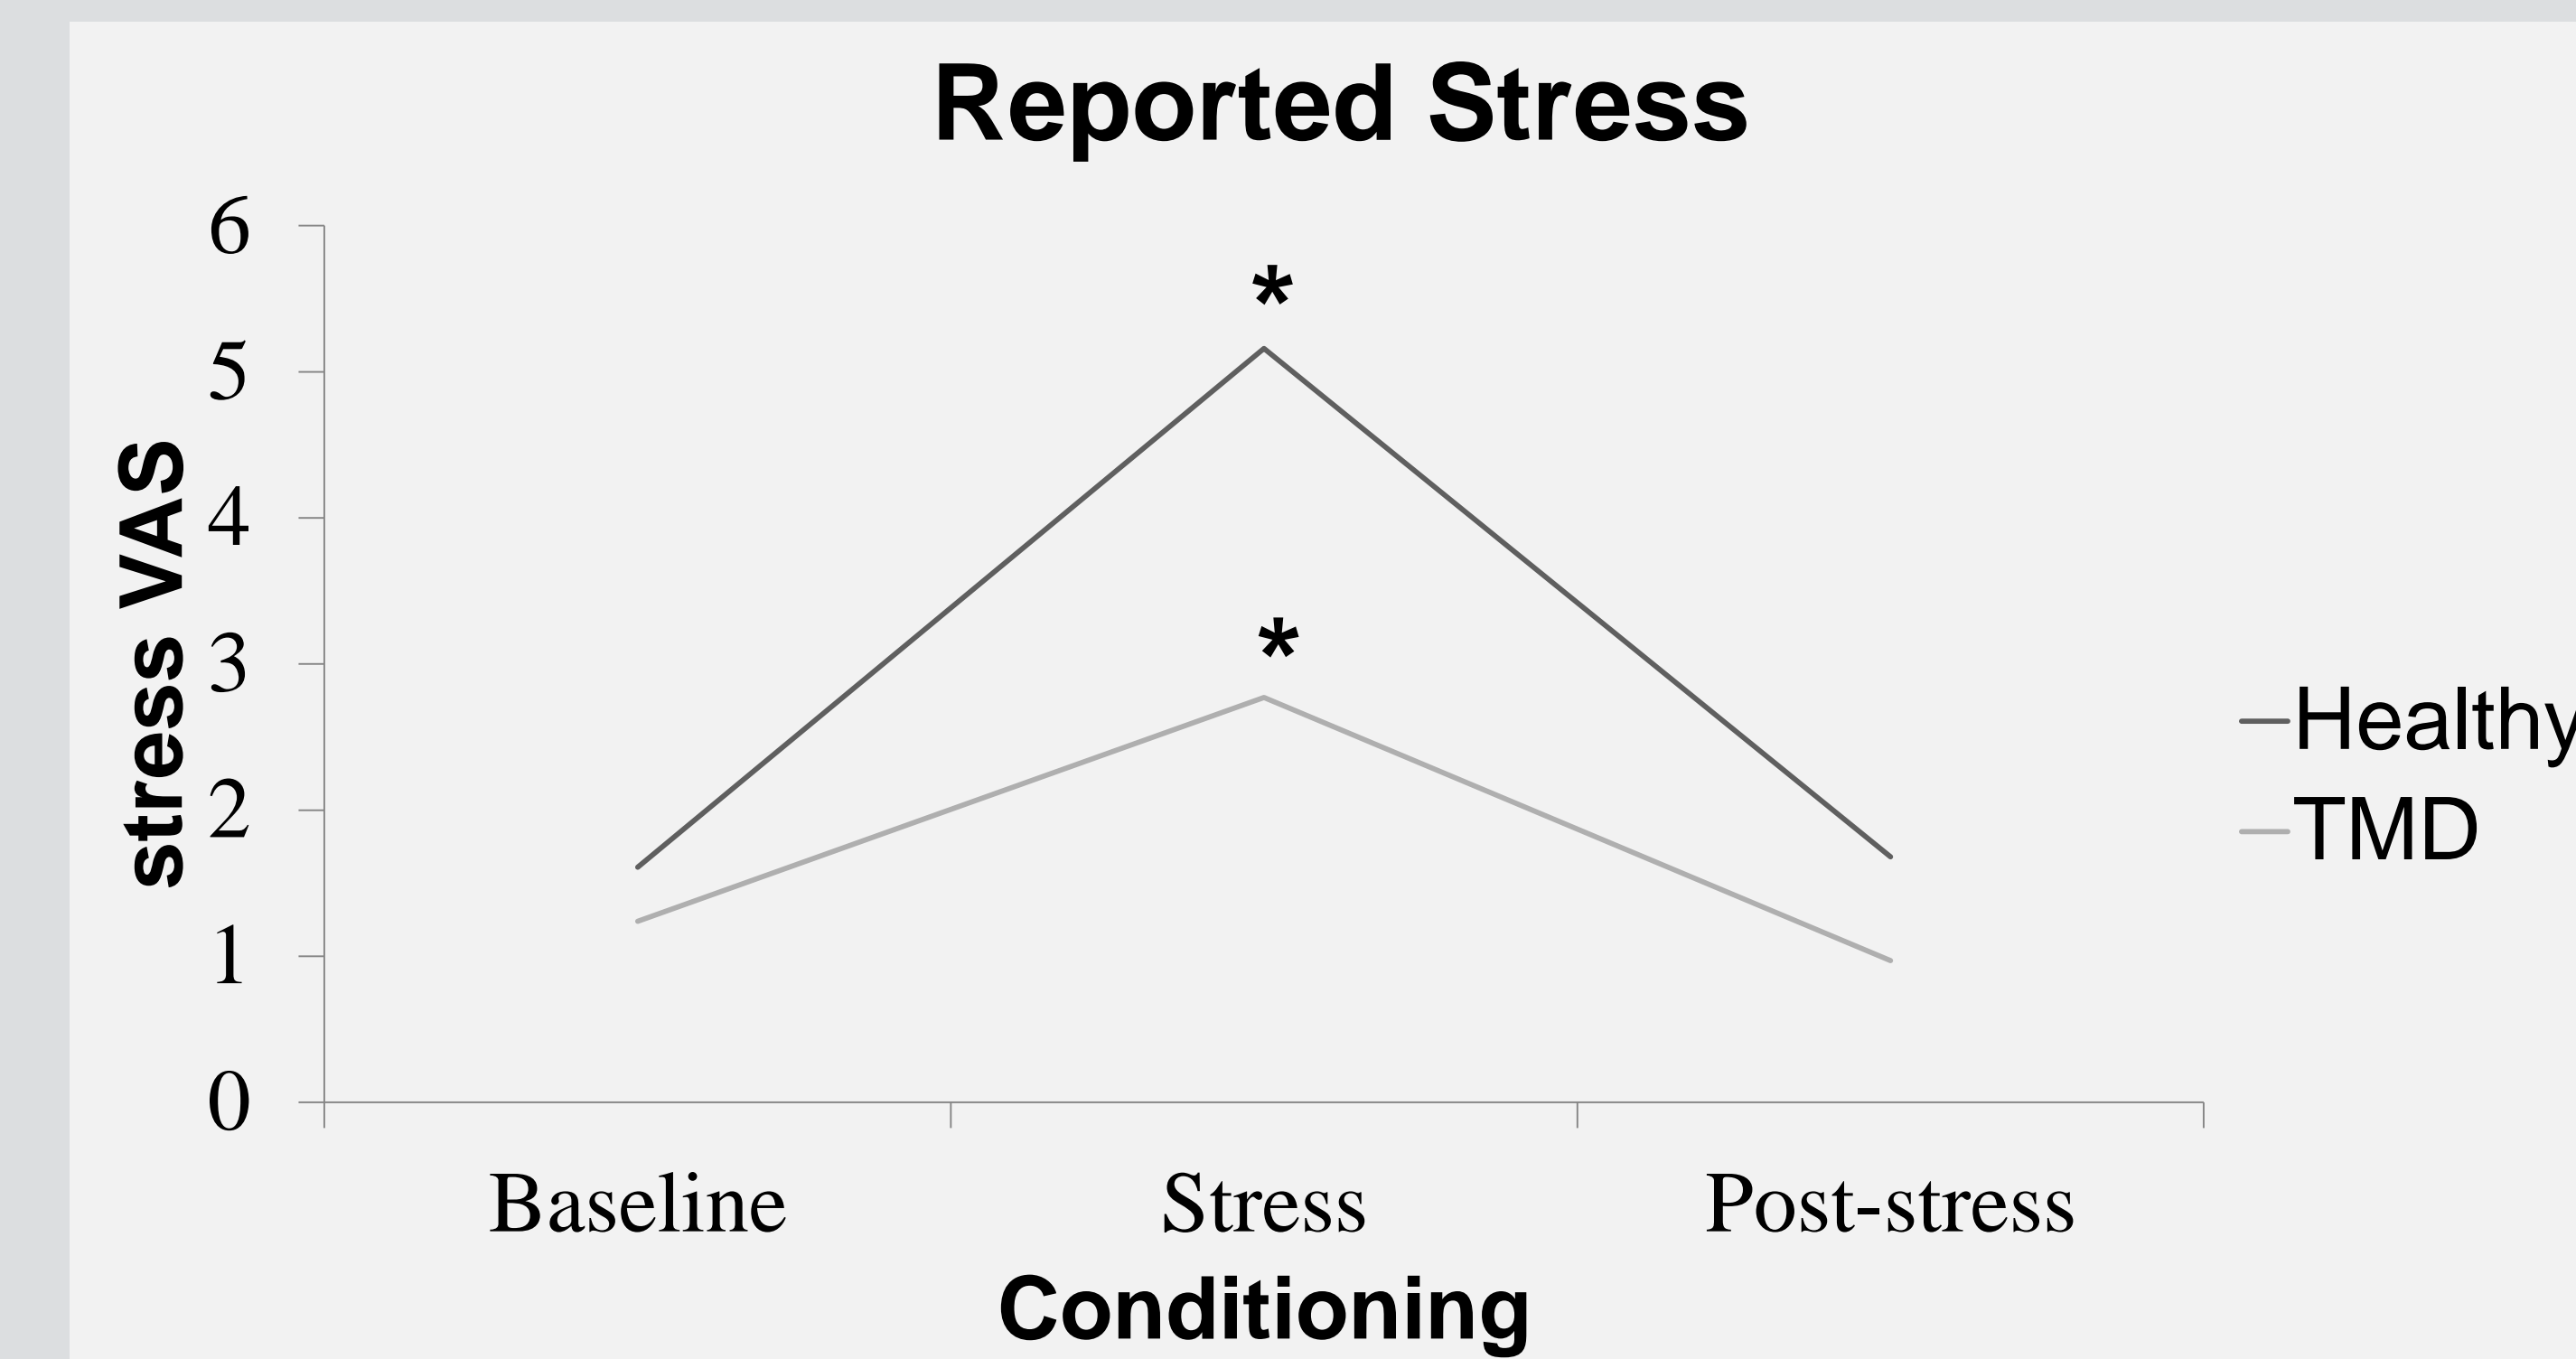 Reported Stress
6
*
5
4
*
3
2
1
0
stress VAS
Healthy
TMD
Baseline Stress Post-stress
Conditioning